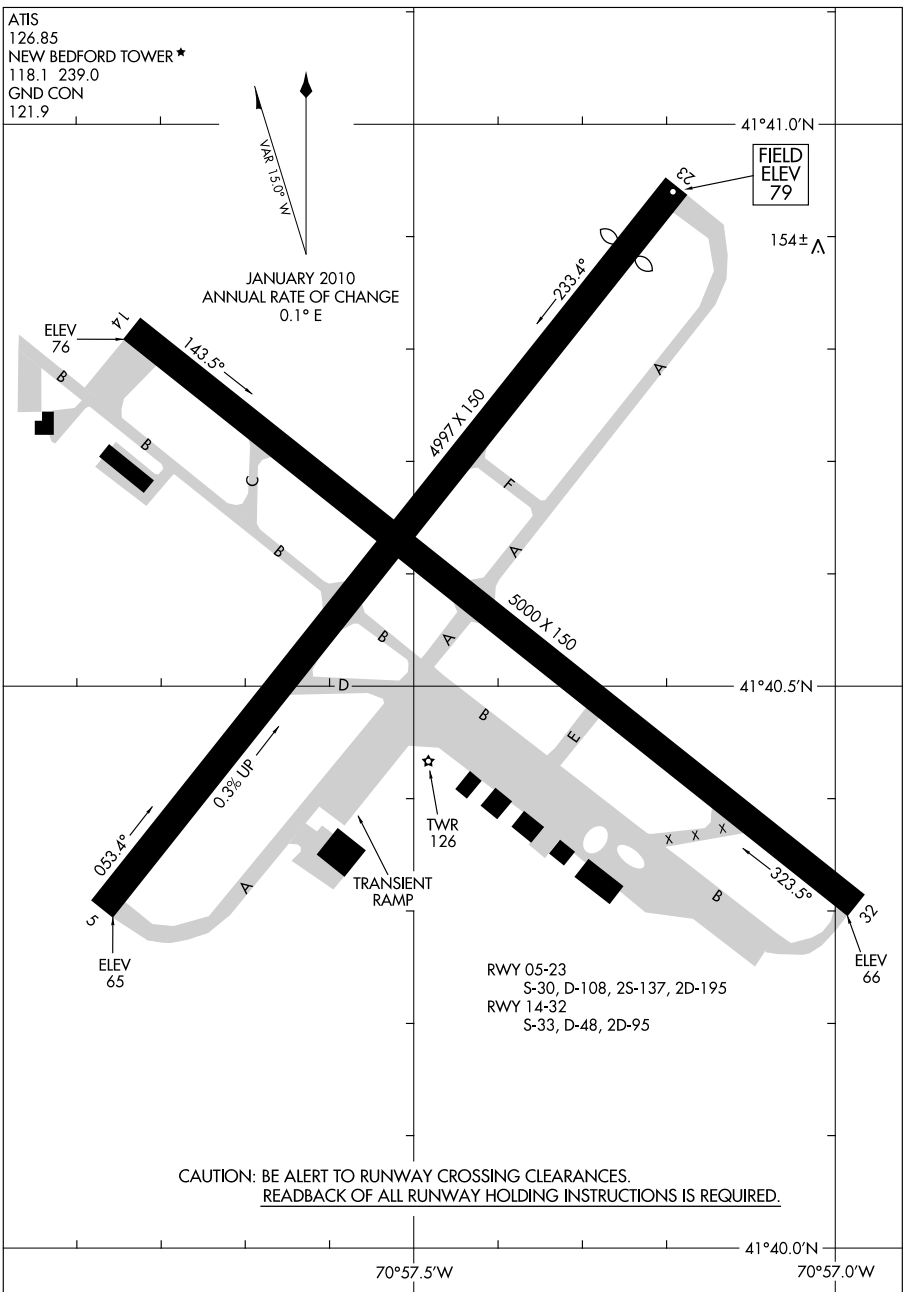 ATIS
126.85
NEW BEDFORD TOWER★
118.1 239.0
GND CON
121.9
VAR 15.0° W
JANUARY 2010
ANNUAL RATE OF CHANGE
0.1° E
41°41.0'N
FIELD
ELEV
79
23
154±
233.4°
14
ELEV
76
143.5°
B
A
4997 X 150
B
C
F
B
A
5000 X 150
B
A
D
41°40.5'N
B
E
0.3% UP
TWR
126
X X X
053.4°
A
TRANSIENT
RAMP
323.5°
B
5
32
ELEV
65
ELEV
66
RWY 05-23
S-30, D-108, 2S-137, 2D-195
RWY 14-32
S-33, D-48, 2D-95
CAUTION: BE ALERT TO RUNWAY CROSSING CLEARANCES.
READBACK OF ALL RUNWAY HOLDING INSTRUCTIONS IS REQUIRED.
41°40.0'N
70°57.5'W
70°57.0'W